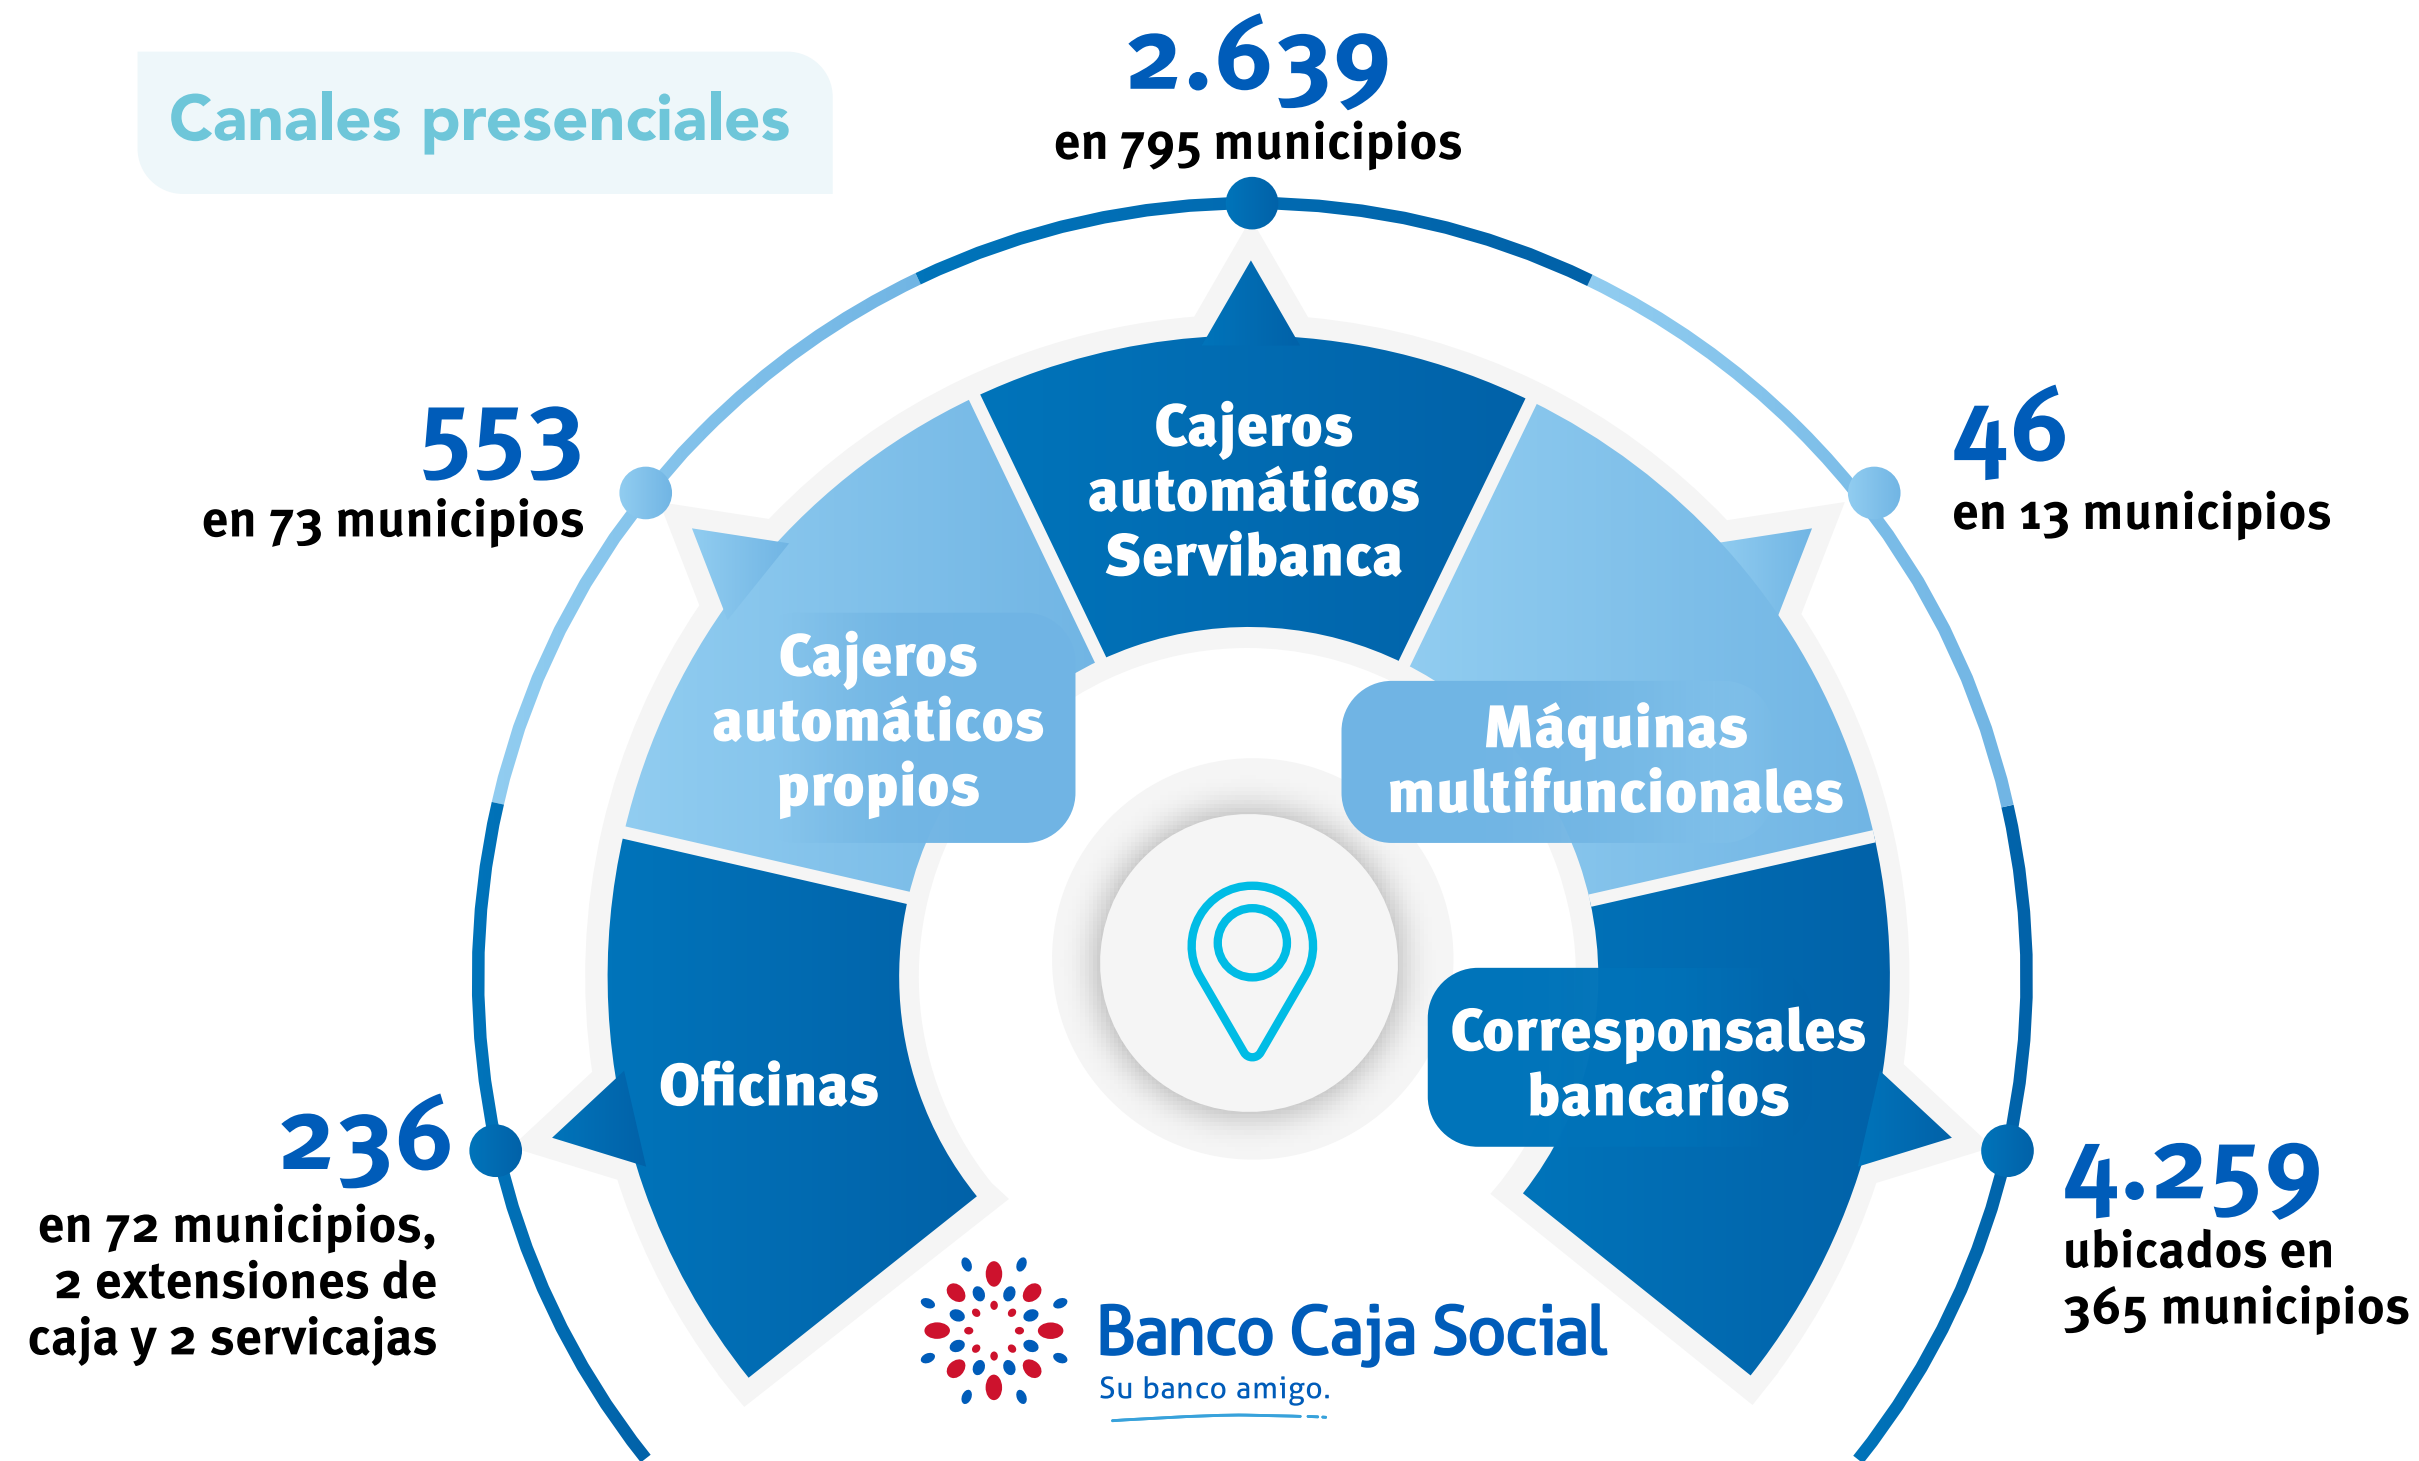 Canales presenciales
2.639
en 795 municipios
553
en 73 municipios
46
en 13 municipios
Cajeros
automáticos
Servibanca
Cajeros
automáticos
propios
Máquinas
multifuncionales
Oficinas
Corresponsales
bancarios
236
en 72 municipios,
2 extensiones de
caja y 2 servicajas
4.259
ubicados en
365 municipios
Banco Caja Social
Su banco amigo.